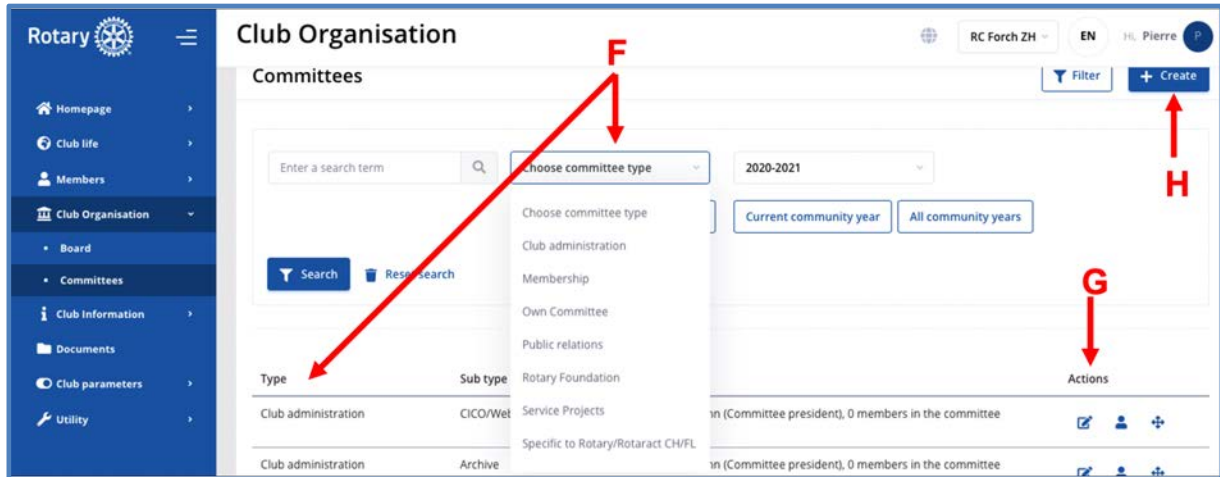 Rotary
Club Organisation
RC Forch ZH
EN
Hi, Pierre
P
F
Committees
Filter
+ Create
H
Homepage
Club life
Members
Club Organisation
Board
Committees
Club Information
Documents
Club parameters
Utility
Enter a search term
Choose committee type
2020-2021
Choose committee type
Club administration
Membership
Own Committee
Public relations
Rotary Foundation
Service Projects
Specific to Rotary/Rotaract CH/FL
Current community year
All community years
Search
Reset search
G
Type
Sub type
Actions
Club administration
CICO/We
(Committee president), 0 members in the committee
Club administration
Archive
(Committee president), 0 members in the committee